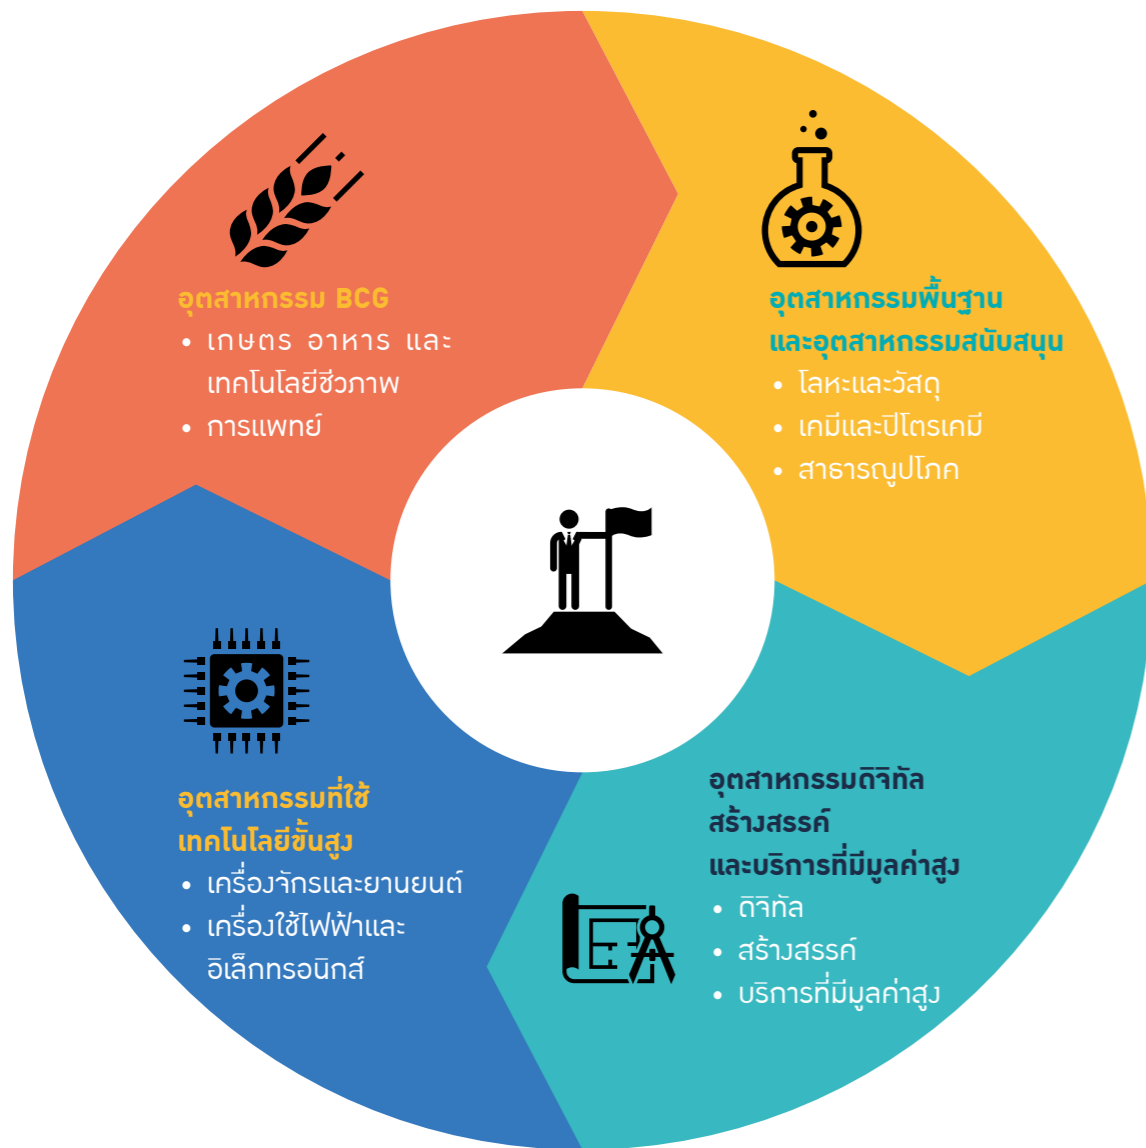 อุตสาหกรรม BCG
• เกษตร อาหาร และ
เทคโนโลยีชีวภาพ
• การแพทย์
อุตสาหกรรมพื้นฐาน
และอุตสาหกรรมสนับสนุน
• โลหะและวัสดุ
• เคมีและปิโตรเคมี
• สาธารณูปโภค
อุตสาหกรรมที่ใช้
เทคโนโลยีขั้นสูง
• เครื่องจักรและยานยนต์
• เครื่องใช้ไฟฟ้าและ
อิเล็กทรอนิกส์
อุตสาหกรรมดิจิทัล
สร้างสรรค์
และบริการที่มีมูลค่าสูง
• ดิจิทัล
• สร้างสรรค์
• บริการที่มีมูลค่าสูง